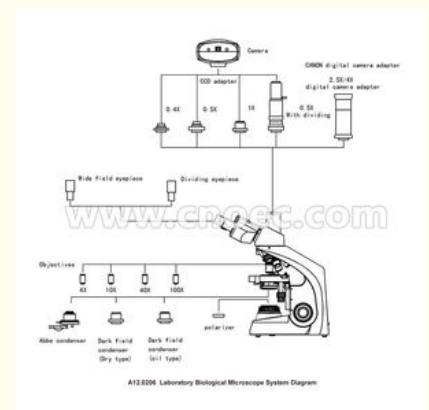 Camera
CANON digital camera adapter
CCD adapter
2.5X/4X
digital camera adapter
0.4X
0.5X
1X
0.5X
With dividing
Wide field eyepiece
Dividing eyepiece
www.cnoec.com
Objectives
4X
10X
40X
100X
Abbe condenser
Dark field
condenser
(Dry type)
Dark field
condenser
(oil type)
polarizer
A12.0206 Laboratory Biological Microscope System Diagram